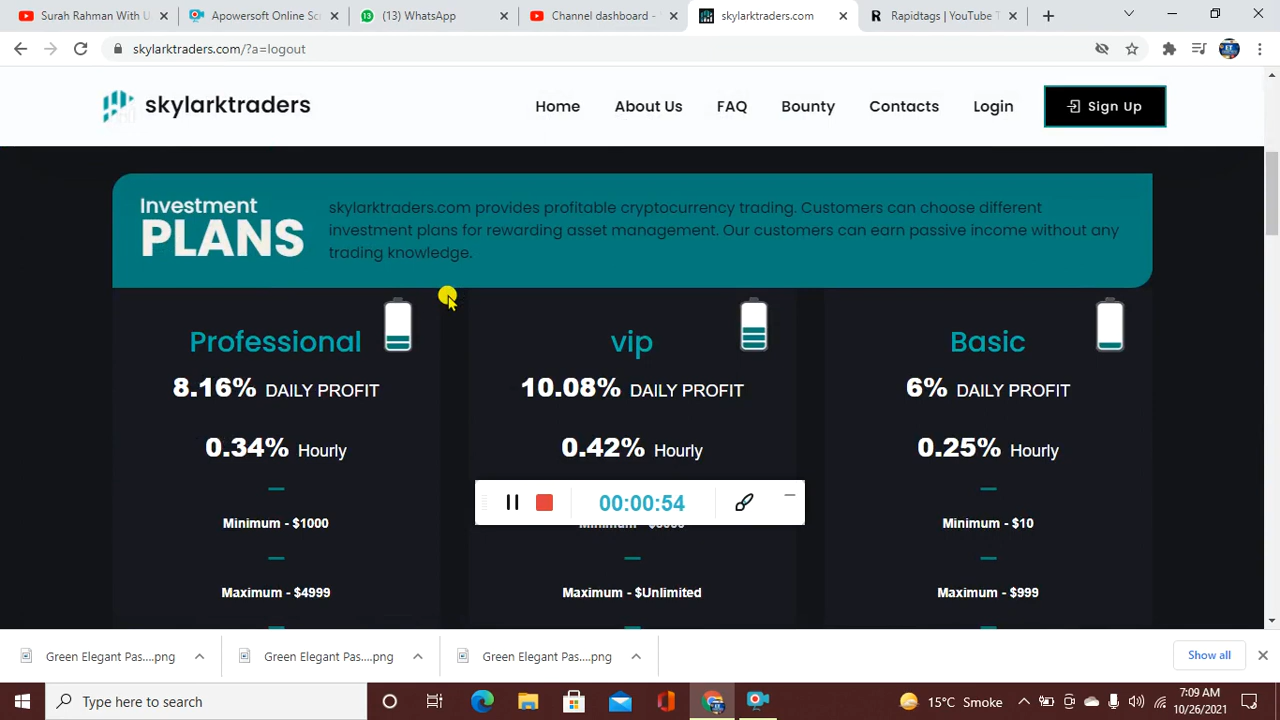 Surah Rahman With U
Apowersoft Online Scr
(13) WhatsApp
Channel dashboard -
skylarktraders.com
Rapidtags | YouTube T
skylarktraders.com/?a=logout
skylarktraders
Home About Us FAQ Bounty Contacts Login Sign Up
Investment
PLANS
skylarktraders.com provides profitable cryptocurrency trading. Customers can choose different
investment plans for rewarding asset management. Our customers can earn passive income without any
trading knowledge.
Professional
8.16% DAILY PROFIT
0.34% Hourly
Minimum - $1000
Maximum - $4999
vip
10.08% DAILY PROFIT
0.42% Hourly
Maximum - $Unlimited
Basic
6% DAILY PROFIT
0.25% Hourly
Minimum - $10
Maximum - $999
00:00:54
Green Elegant Pas....png
Green Elegant Pas....png
Green Elegant Pas....png
Show all
Type here to search
15°C Smoke
7:09 AM
10/26/2021